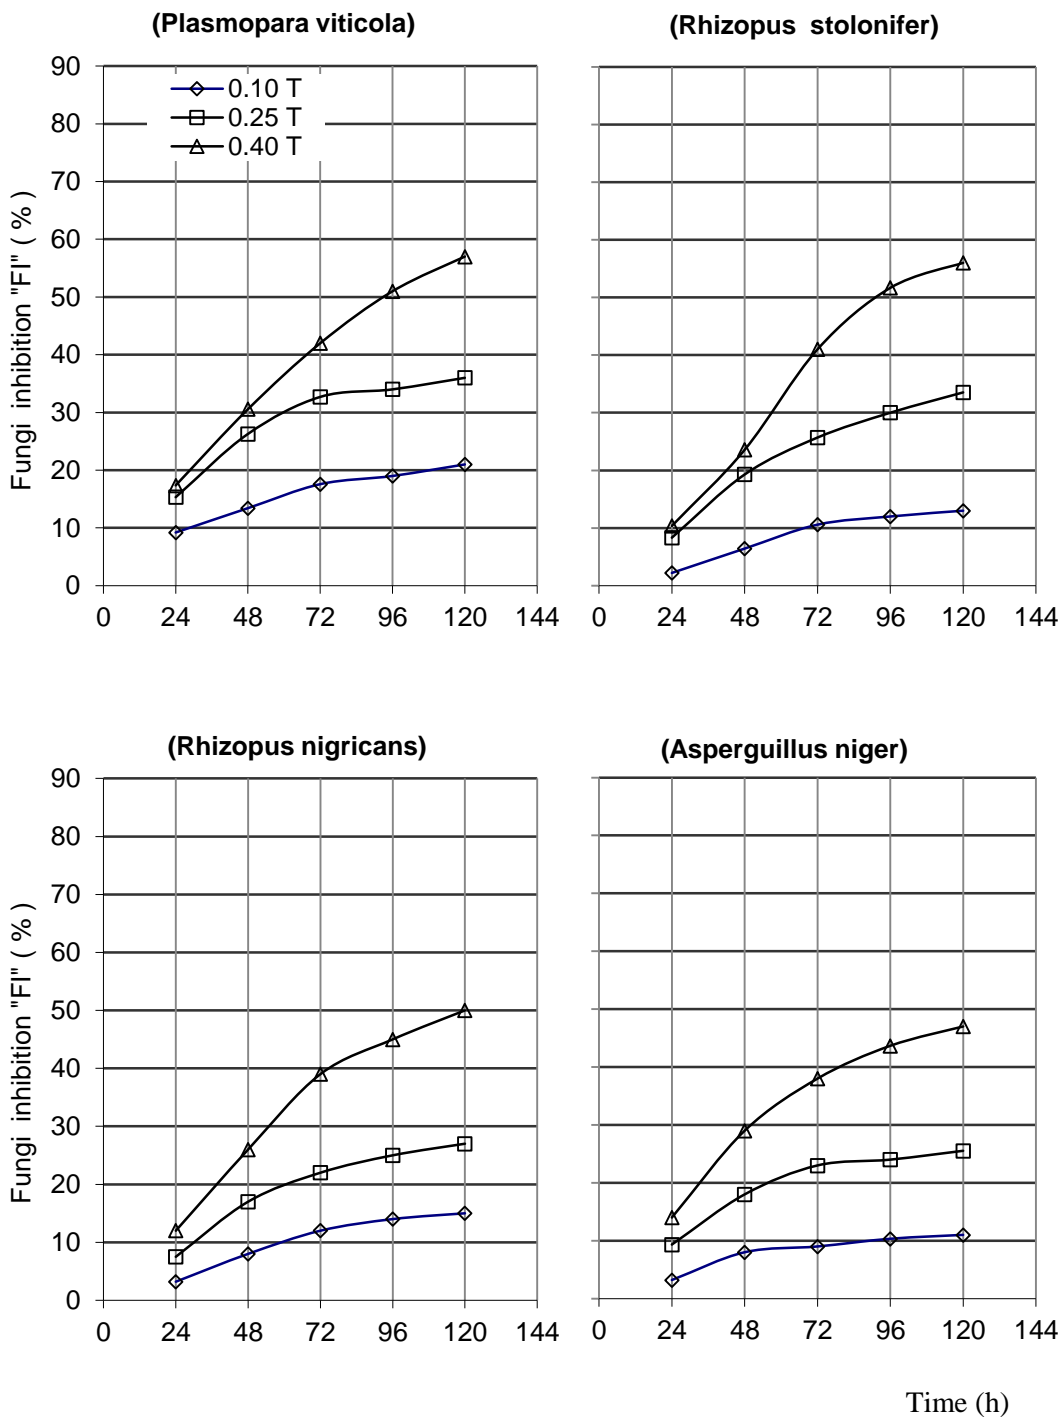 (Plasmopara viticola)
(Rhizopus stolonifer)
Fungi inhibition "FI" ( % )
90
80
70
60
50
40
30
20
10
0
0.10 T
0.25 T
0.40 T
0 24 48 72 96 120 144
0 24 48 72 96 120 144
(Rhizopus nigricans)
(Asperguillus niger)
Fungi inhibition "FI" ( % )
90
80
70
60
50
40
30
20
10
0
0 24 48 72 96 120 144
0 24 48 72 96 120 144
Time (h)